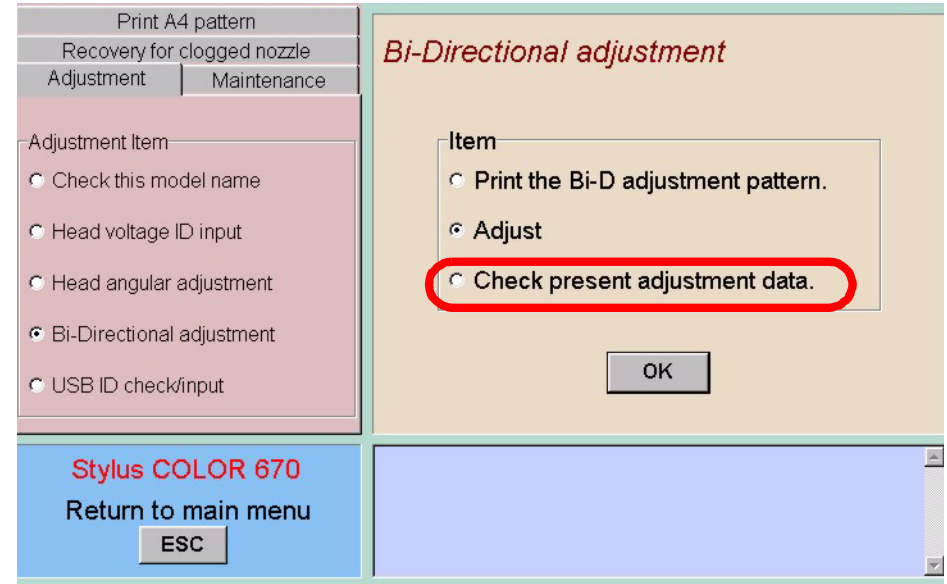 Print A4 pattern
Recovery for clogged nozzle
Adjustment
Maintenance
Adjustment Item
Check this model name
Head voltage ID input
Head angular adjustment
Bi-Directional adjustment
USB ID check/input
Bi-Directional adjustment
Item
Print the Bi-D adjustment pattern.
Adjust
Check present adjustment data.
OK
Stylus COLOR 670
Return to main menu
ESC